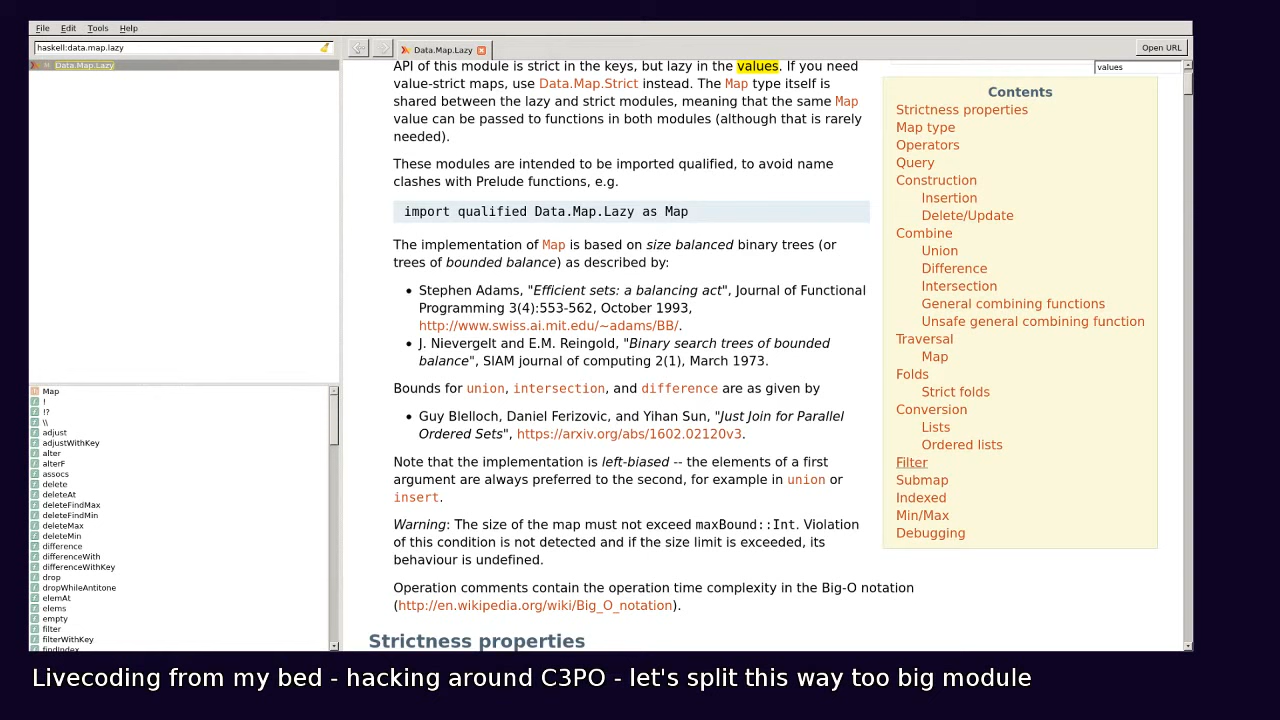 File Edit Tools Help
haskell:data.map.lazy
Data.Map.Lazy
Open URL
Data.Map.Lazy
values
API of this module is strict in the keys, but lazy in the values. If you need
value-strict maps, use Data.Map.Strict instead. The Map type itself is
shared between the lazy and strict modules, meaning that the same Map
value can be passed to functions in both modules (although that is rarely
needed).
These modules are intended to be imported qualified, to avoid name
clashes with Prelude functions, e.g.
import qualified Data.Map.Lazy as Map
The implementation of Map is based on size balanced binary trees (or
trees of bounded balance) as described by:
• Stephen Adams, "Efficient sets: a balancing act", Journal of Functional
Programming 3(4):553-562, October 1993,
http://www.swiss.ai.mit.edu/~adams/BB/.
• J. Nievergelt and E.M. Reingold, "Binary search trees of bounded
balance", SIAM journal of computing 2(1), March 1973.
Bounds for union, intersection, and difference are as given by
• Guy Blelloch, Daniel Ferizovic, and Yihan Sun, "Just Join for Parallel
Ordered Sets", https://arxiv.org/abs/1602.02120v3.
Note that the implementation is left-biased -- the elements of a first
argument are always preferred to the second, for example in union or
insert.
Warning: The size of the map must not exceed maxBound::Int. Violation
of this condition is not detected and if the size limit is exceeded, its
behaviour is undefined.
Operation comments contain the operation time complexity in the Big-O notation
(http://en.wikipedia.org/wiki/Big_O_notation).
Strictness properties
Contents
Strictness properties
Map type
Operators
Query
Construction
Insertion
Delete/Update
Combine
Union
Difference
Intersection
General combining functions
Unsafe general combining function
Traversal
Map
Folds
Strict folds
Conversion
Lists
Ordered lists
Filter
Submap
Indexed
Min/Max
Debugging
Map
!
!?
\\
adjust
adjustWithKey
alter
alterF
assocs
delete
deleteAt
deleteFindMax
deleteFindMin
deleteMax
deleteMin
difference
differenceWith
differenceWithKey
drop
dropWhileAntitone
elemAt
elems
empty
filter
filterWithKey
findIndex
Livecoding from my bed - hacking around C3PO - let's split this way too big module